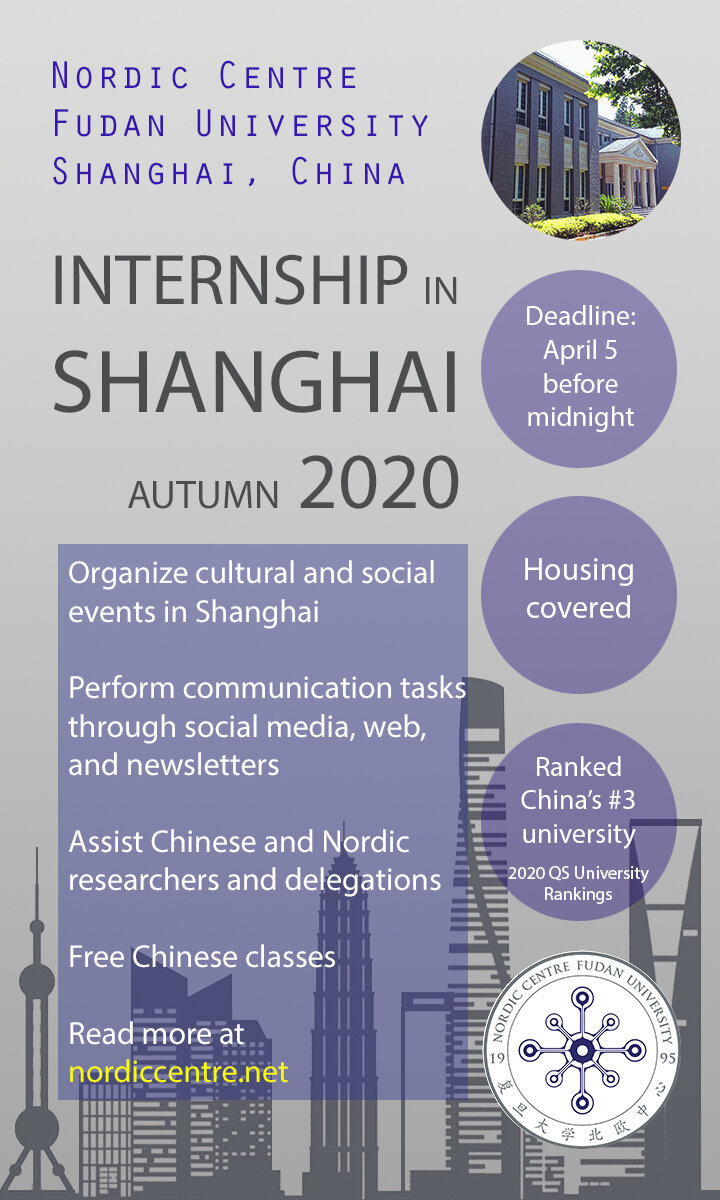 NORDIC CENTRE
FUDAN UNIVERSITY
SHANGHAI, CHINA
INTERNSHIP IN
SHANGHAI
AUTUMN 2020
Deadline:
April 5
before
midnight
Housing
covered
Ranked
China’s #3
university
2020 QS University
Rankings
Organize cultural and social
events in Shanghai
Perform communication tasks
through social media, web,
and newsletters
Assist Chinese and Nordic
researchers and delegations
Free Chinese classes
Read more at
nordiccentre.net
NORDIC CENTRE FUDAN UNIVERSITY
19 95
复旦大学北欧中心